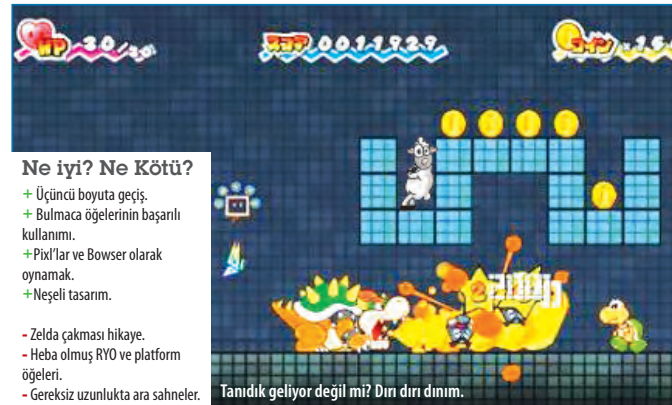 HP 30/30
スコア 0011929
コイン
Ne iyi? Ne Kötü?
+ Üçüncü boyuta geçiş.
+ Bulmaca öğelerinin başarılı
kullanımı.
+Pixl'lar ve Bowser olarak
oynamak.
+Neşeli tasarım.
- Zelda çakması hikaye.
- Heba olmuş RYO ve platform
öğeleri.
- Gereksiz uzunlukta ara sahneler.
Tanıdık geliyor değil mi? Dırı dırı dınım.